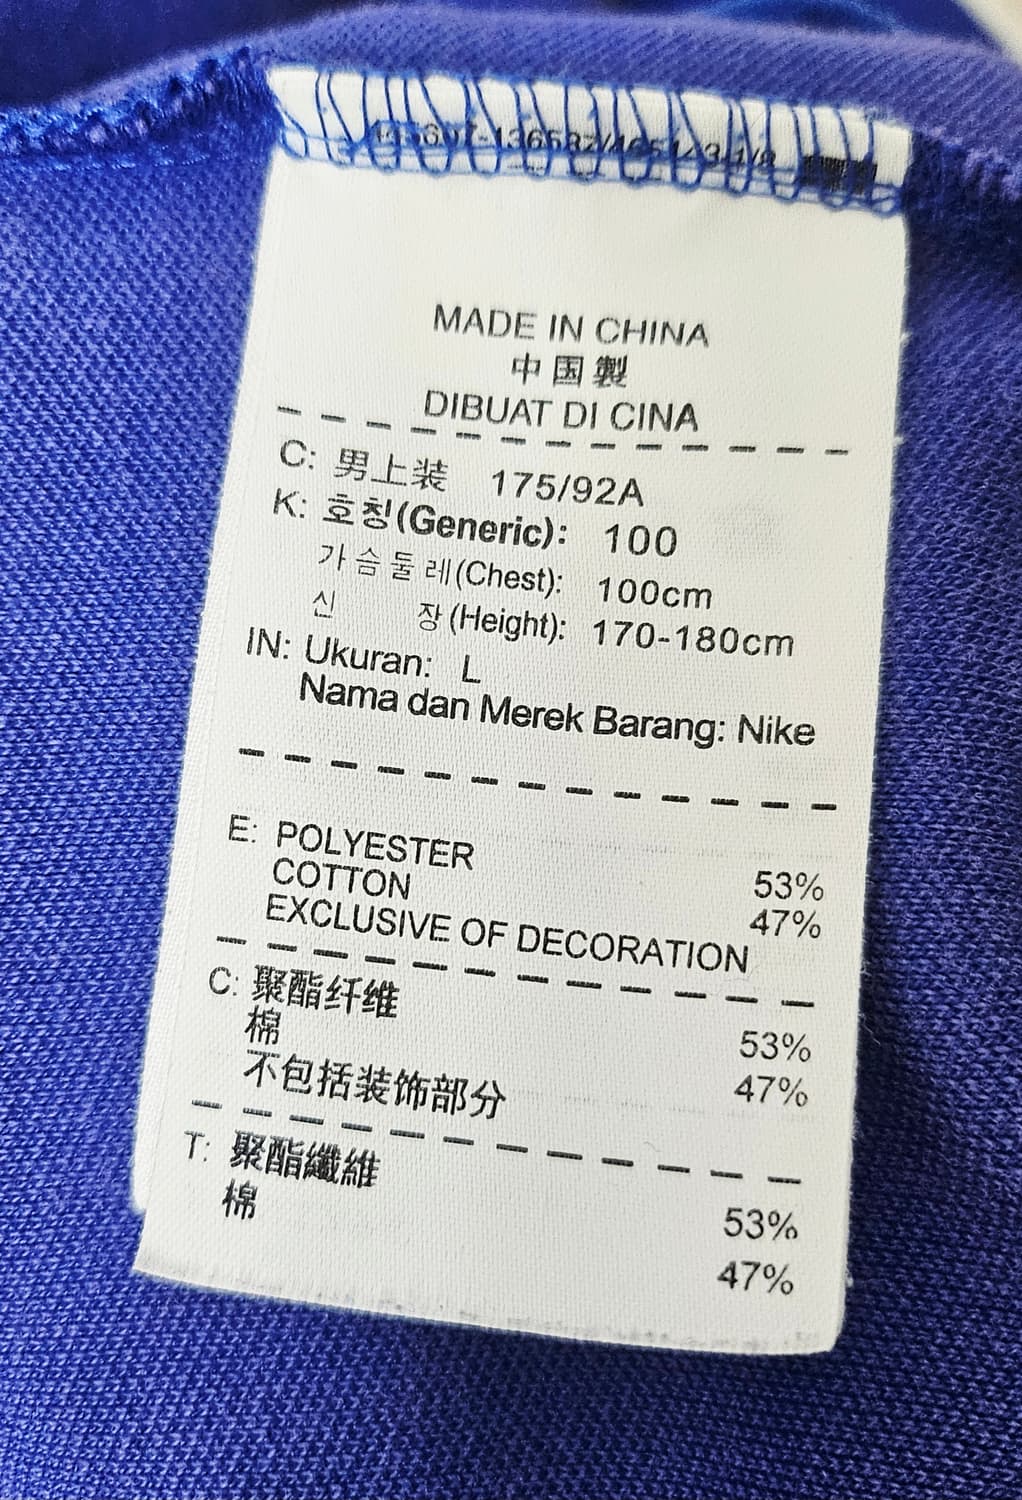 MADE IN CHINA
中国製
DIBUAT DI CINA
C: 男上装 175/92A
K: 호칭(Generic): 100
가슴둘레(Chest): 100cm
신 장(Height): 170-180cm
IN: Ukuran: L
Nama dan Merek Barang: Nike
E: POLYESTER 53%
COTTON 47%
EXCLUSIVE OF DECORATION
C: 聚酯纤维 53%
棉 47%
不包括装饰部分
T: 聚酯纖維 53%
棉 47%